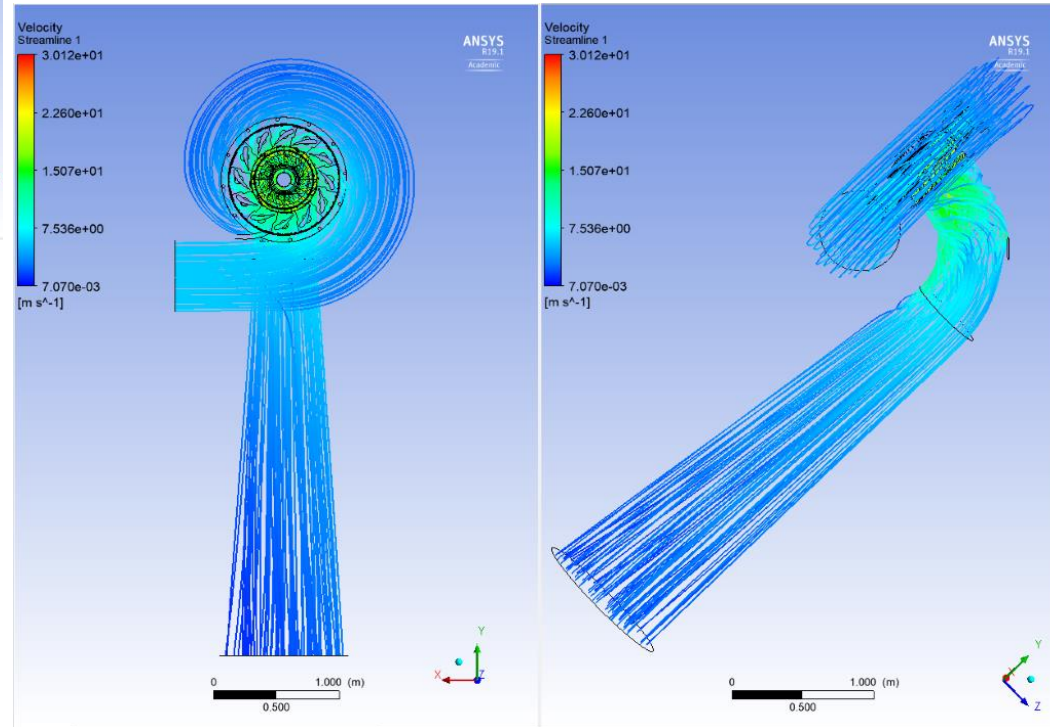 Velocity
Streamline 1
3.012e+01
2.260e+01
1.507e+01
7.536e+00
7.070e-03
[m s^-1]
ANSYS
R19.1
Academic
Y
X
Z
0
1.000
(m)
0.500
Velocity
Streamline 1
3.012e+01
2.260e+01
1.507e+01
7.536e+00
7.070e-03
[m s^-1]
ANSYS
R19.1
Academic
Y
X
Z
0
1.000
(m)
0.500